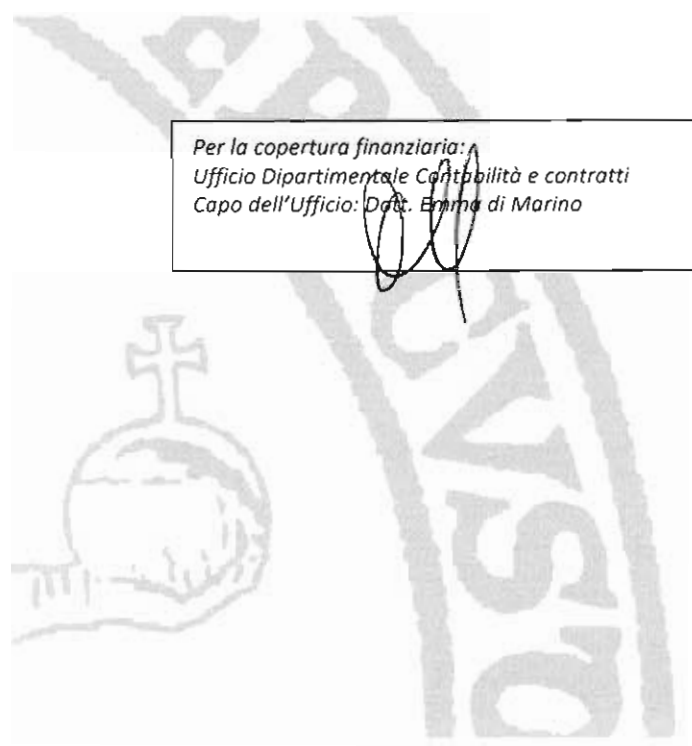 Per la copertura finanziaria:
Ufficio Dipartimentale Contabilità e contratti
Capo dell'Ufficio: Dott. Emma di Marino